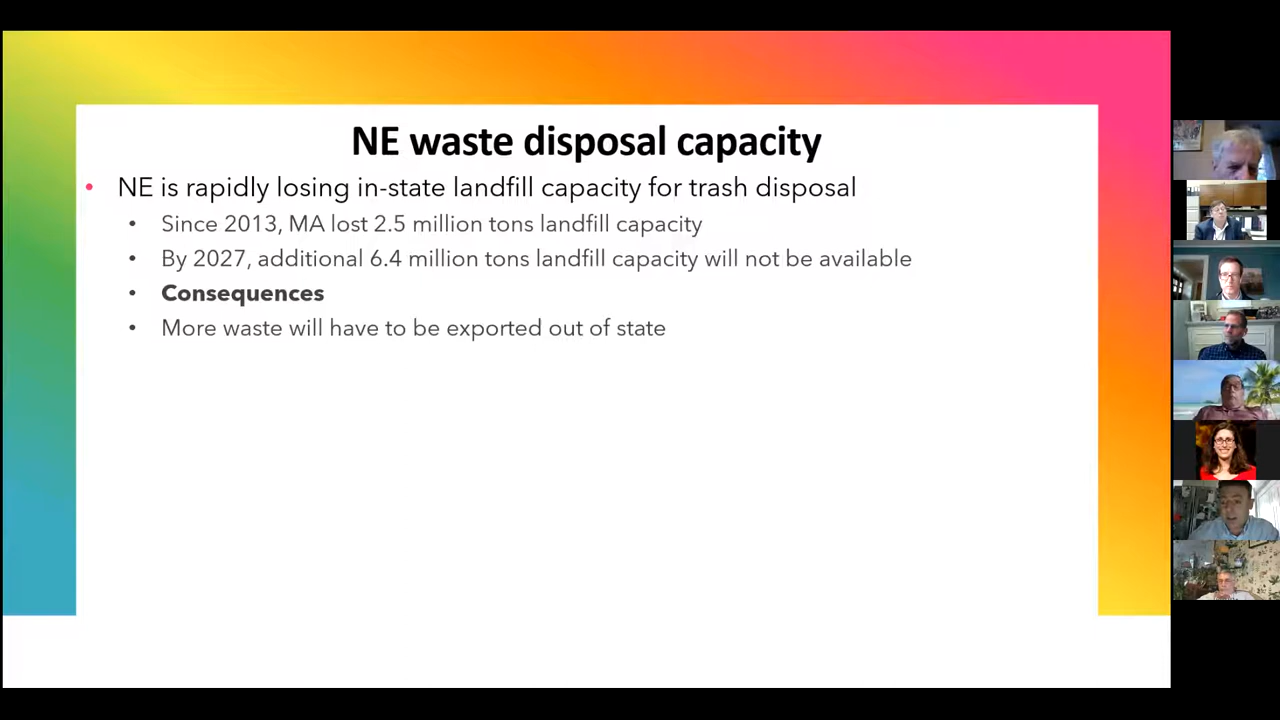 NE waste disposal capacity
• NE is rapidly losing in-state landfill capacity for trash disposal
• Since 2013, MA lost 2.5 million tons landfill capacity
• By 2027, additional 6.4 million tons landfill capacity will not be available
• Consequences
• More waste will have to be exported out of state